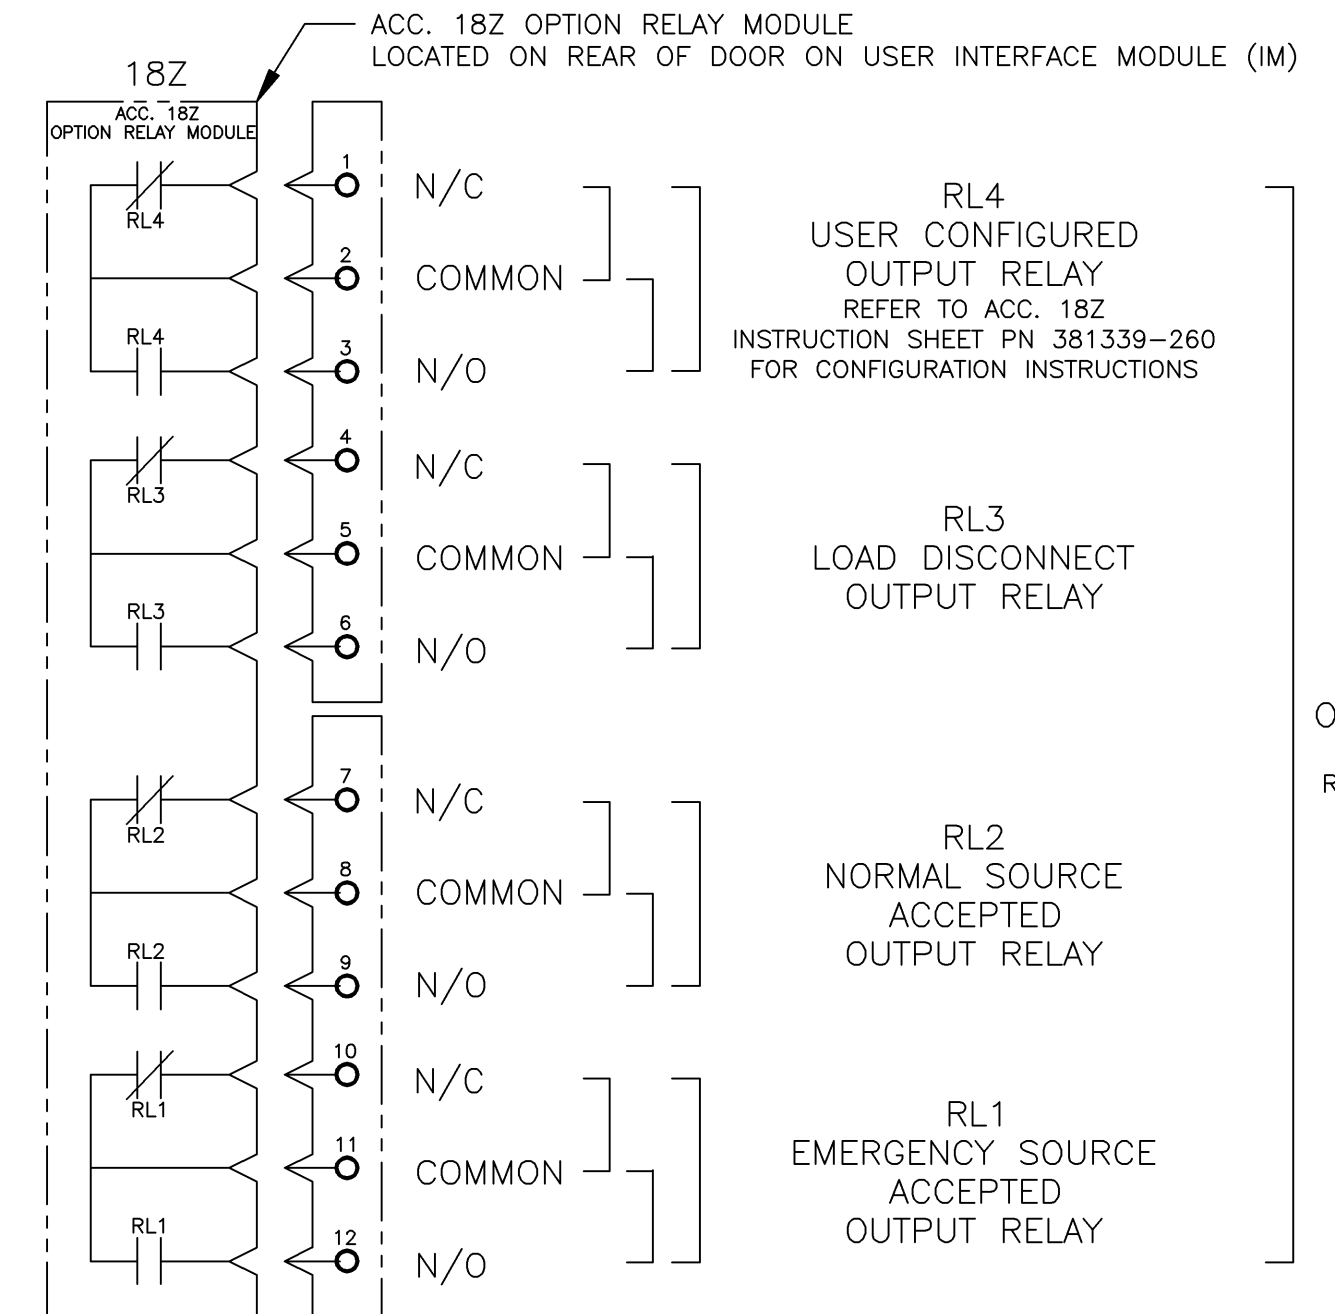 ACC. 18Z OPTION RELAY MODULE
LOCATED ON REAR OF DOOR ON USER INTERFACE MODULE (IM)
18Z
ACC. 18Z
OPTION RELAY MODULE
RL4
1
N/C
2
COMMON
RL4
3
N/O
RL4
USER CONFIGURED
OUTPUT RELAY
REFER TO ACC. 18Z
INSTRUCTION SHEET PN 381339-260
FOR CONFIGURATION INSTRUCTIONS
RL3
4
N/C
5
COMMON
RL3
6
N/O
RL3
LOAD DISCONNECT
OUTPUT RELAY
RL2
7
N/C
8
COMMON
RL2
9
N/O
RL2
NORMAL SOURCE
ACCEPTED
OUTPUT RELAY
RL1
10
N/C
11
COMMON
RL1
12
N/O
RL1
EMERGENCY SOURCE
ACCEPTED
OUTPUT RELAY